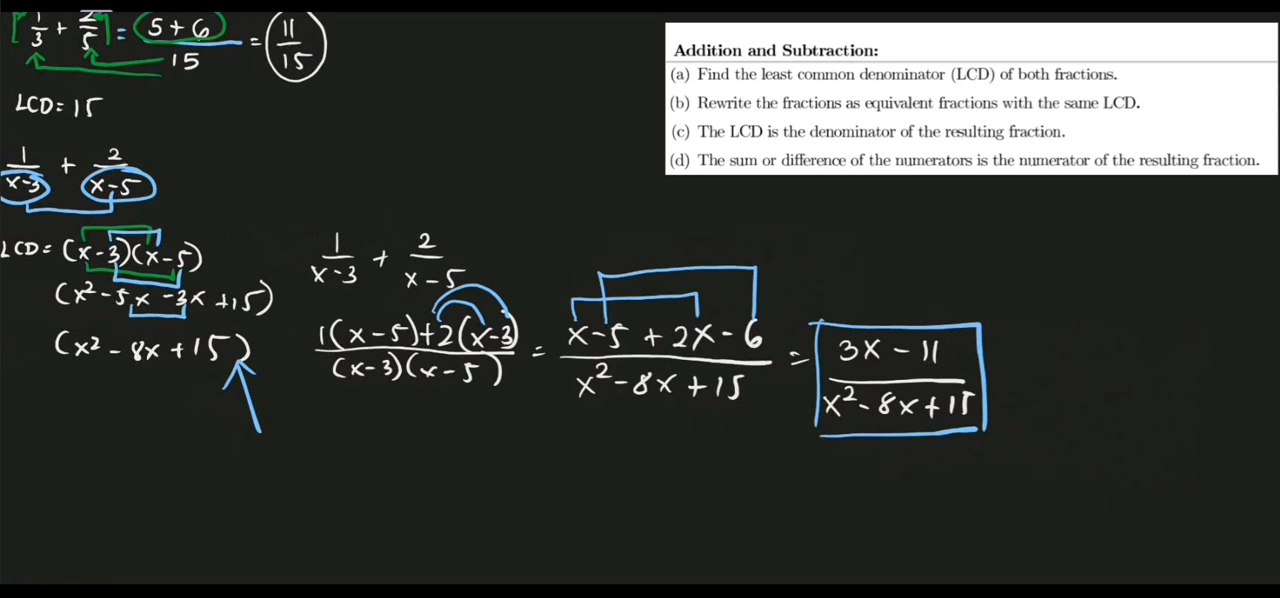 1/3 + 2/5 = (5+6)/15 = 11/15
LCD = 15
1/(x-3) + 2/(x-5)
LCD = (x-3)(x-5)
(x² - 5x - 3x + 15)
(x² - 8x + 15)
1/(x-3) + 2/(x-5)
(1(x-5)+2(x-3))/((x-3)(x-5)) = (x-5+2x-6)/(x²-8x+15) = (3x-11)/(x²-8x+15)
Addition and Subtraction:
(a) Find the least common denominator (LCD) of both fractions.
(b) Rewrite the fractions as equivalent fractions with the same LCD.
(c) The LCD is the denominator of the resulting fraction.
(d) The sum or difference of the numerators is the numerator of the resulting fraction.